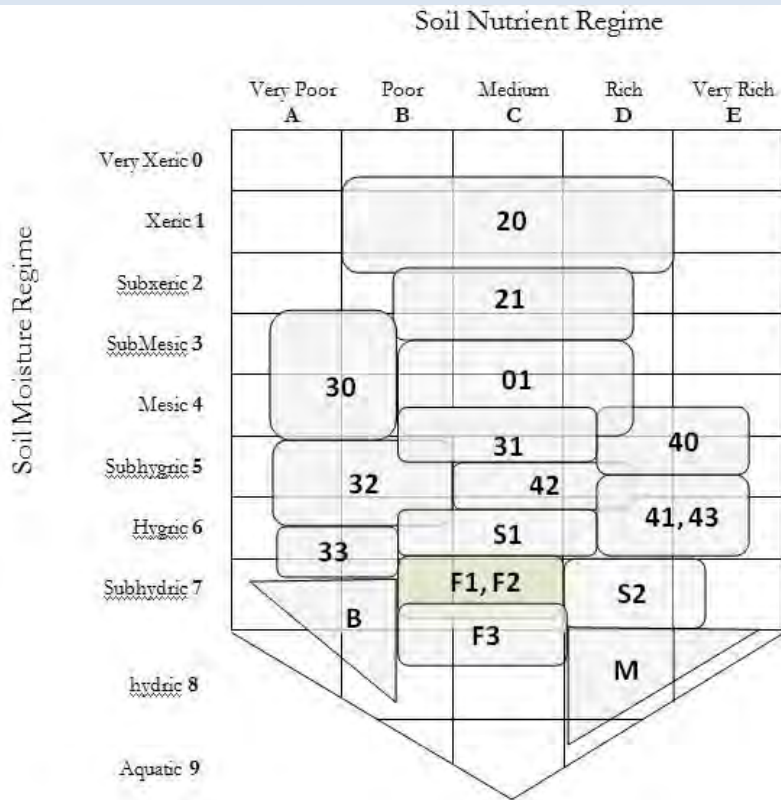 Soil Nutrient Regime
Very Poor Poor Medium Rich Very Rich
A B C D E
Soil Moisture Regime
Very Xeric 0
Xeric 1
20
Subxeric 2
21
SubMesic 3
30
01
Mesic 4
31
40
Subhygric 5
32
42
41, 43
Hygric 6
S1
33
Subhydric 7
F1, F2
S2
B
F3
hydric 8
M
Aquatic 9